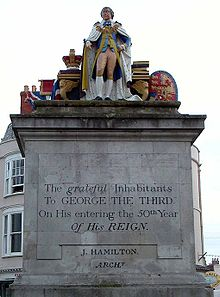 The grateful Inhabitants
To GEORGE THE THIRD
On His entering the 50th Year
Of His REIGN.
J. HAMILTON.
ARCHT